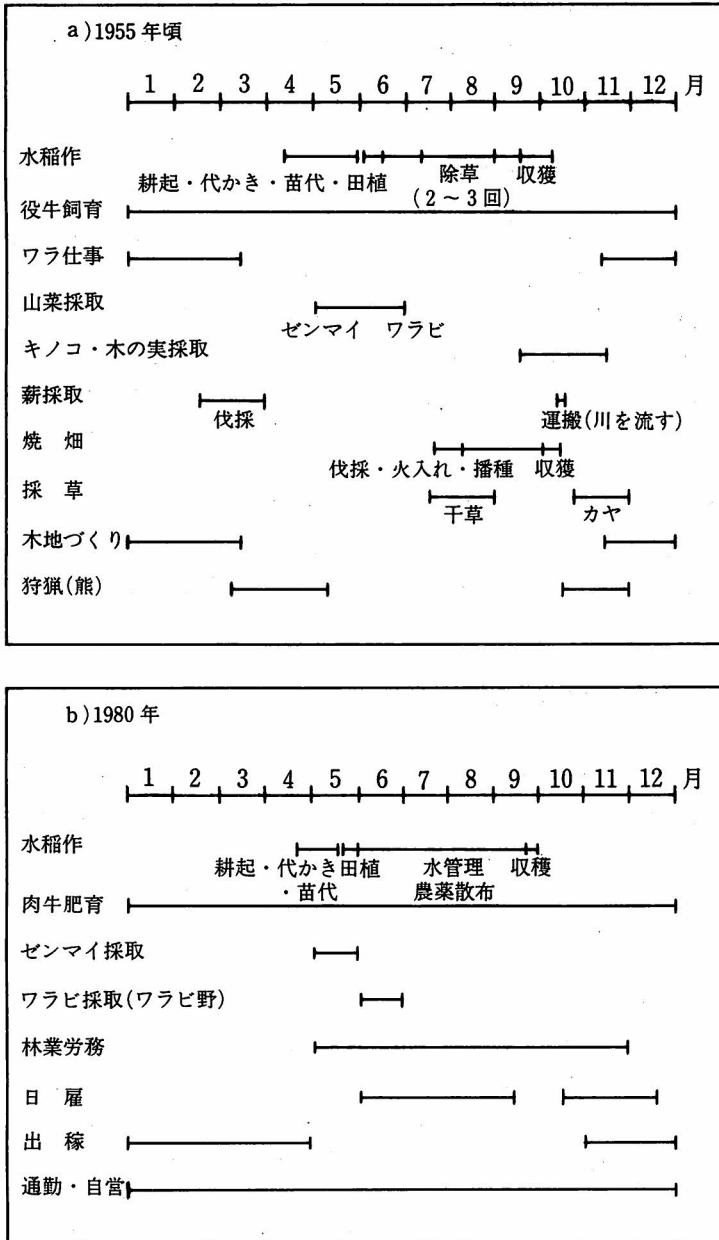 a)1955年頃
1 2 3 4 5 6 7 8 9 10 11 12 月
水稲作
耕起・代かき・苗代・田植 除草 収獲
(2～3回)
役牛飼育
ワラ仕事
山菜採取
ゼンマイ ワラビ
キノコ・木の実採取
薪採取
伐採 運搬(川を流す)
焼畑
伐採・火入れ・播種 収獲
採草
干草 カヤ
木地づくり
狩猟(熊)
b)1980年
1 2 3 4 5 6 7 8 9 10 11 12 月
水稲作
耕起・代かき田植 水管理 収穫
・苗代 農薬散布
肉牛肥育
ゼンマイ採取
ワラビ採取(ワラビ野)
林業労務
日雇
出稼
通勤・自営